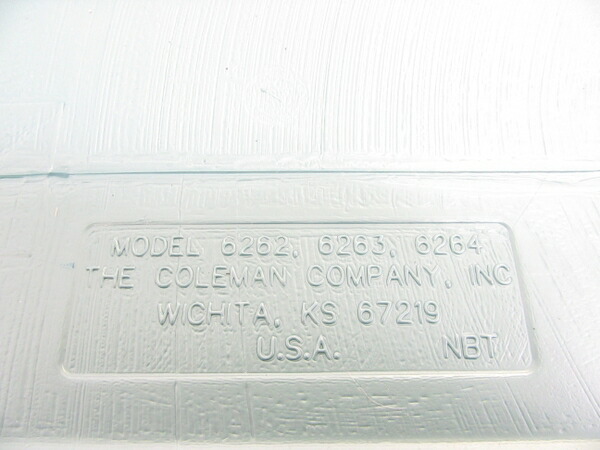 MODEL 6262, 6263, 6264
THE COLEMAN COMPANY, INC
WICHITA, KS 67219
U.S.A. NBT